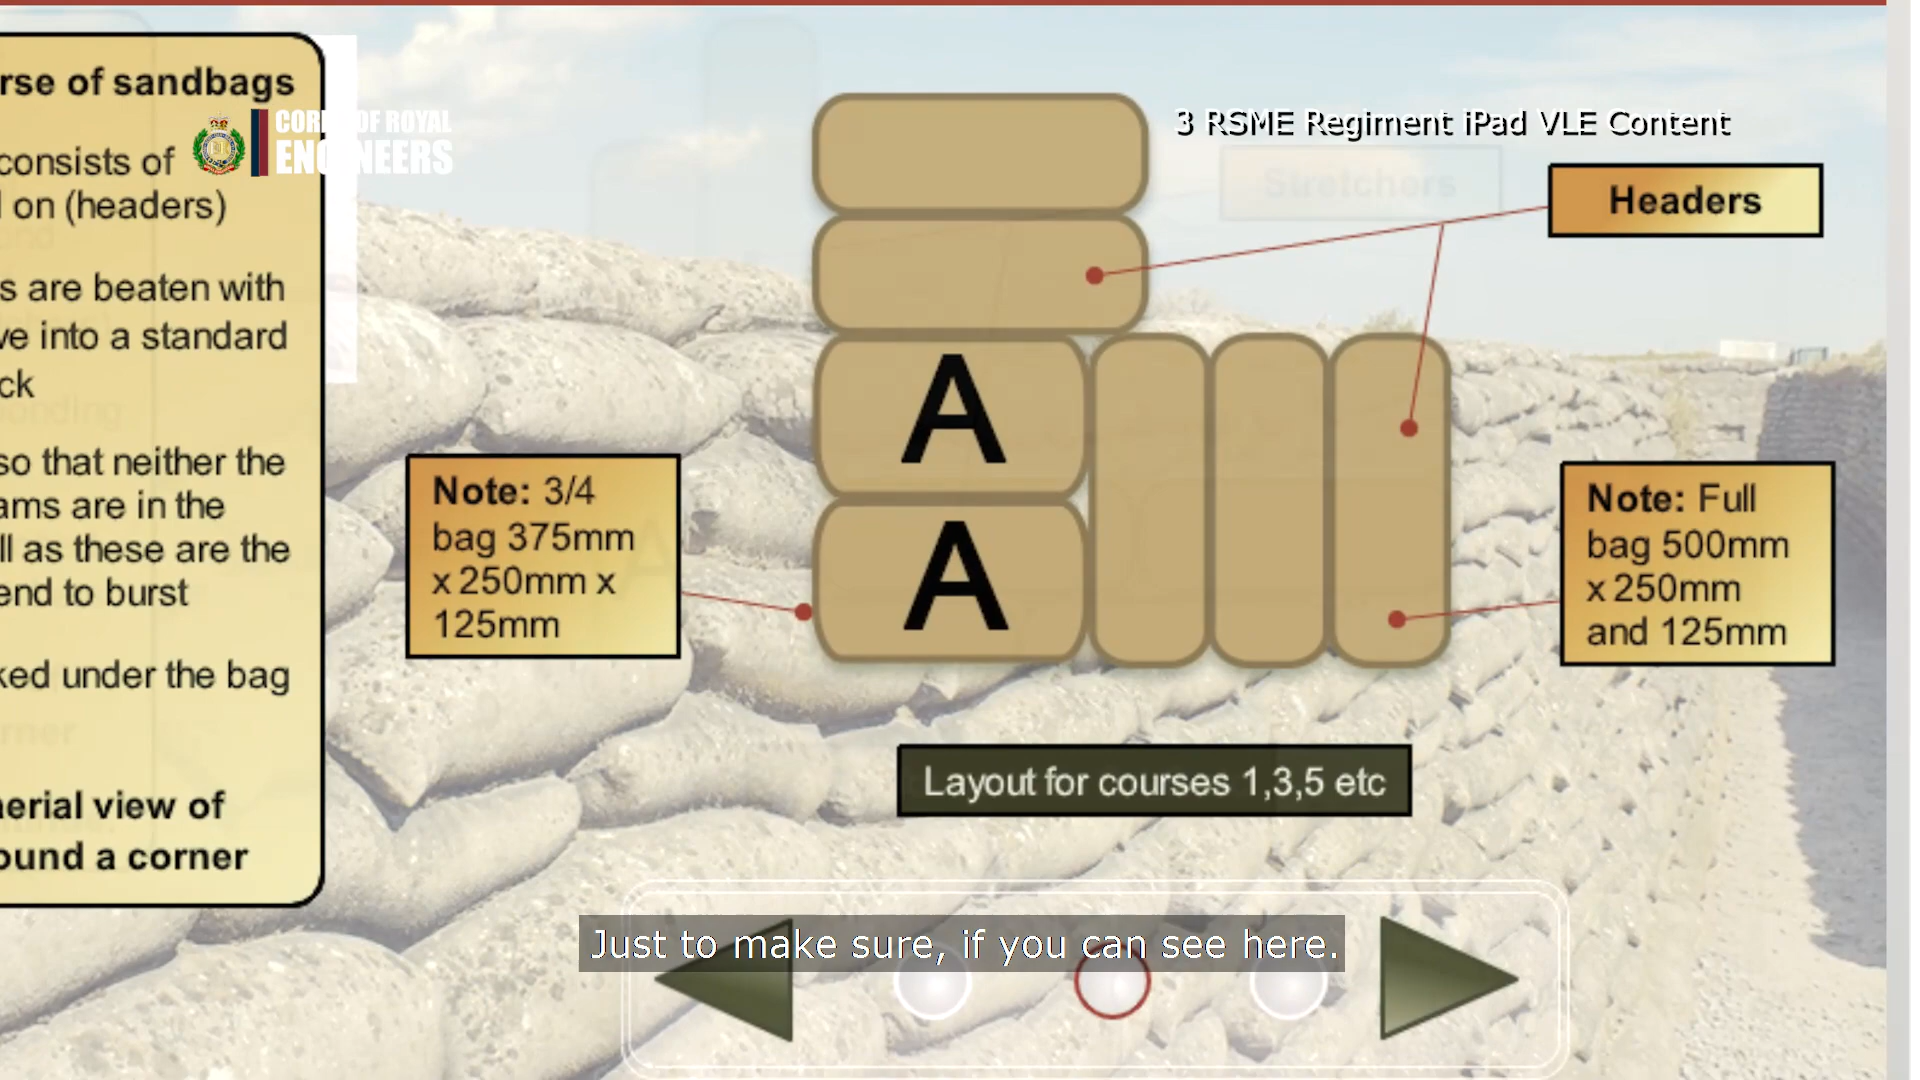 rse of sandbags
consists of
on (headers)
s are beaten with
ve into a standard
ck
so that neither the
ams are in the
ll as these are the
end to burst
ked under the bag
erial view of
ound a corner
CORPS OF ROYAL
ENGINEERS
3 RSME Regiment iPad VLE Content
Stretchers
Headers
A
A
Note: 3/4
bag 375mm
x 250mm x
125mm
Note: Full
bag 500mm
x 250mm
and 125mm
Layout for courses 1,3,5 etc
Just to make sure, if you can see here.